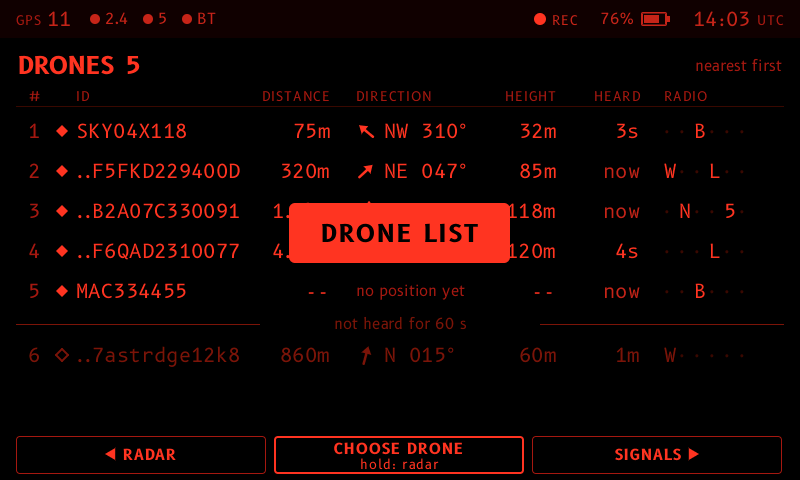 GPS 11 2.4 5 BT REC 76% 14:03 UTC
DRONES 5 nearest first
# ID DISTANCE DIRECTION HEIGHT HEARD RADIO
1 SKY04X118 75m NW 310° 32m 3s B
2 ..F5FKD229400D 320m NE 047° 85m now W L
3 ..B2A07C330091 118m now N 5
DRONE LIST
4 ..F6QAD2310077 120m 4s L
5 MAC334455 -- no position yet -- now B
not heard for 60 s
6 ..7astrdge12k8 860m N 015° 60m 1m W
RADAR CHOOSE DRONE SIGNALS
hold: radar